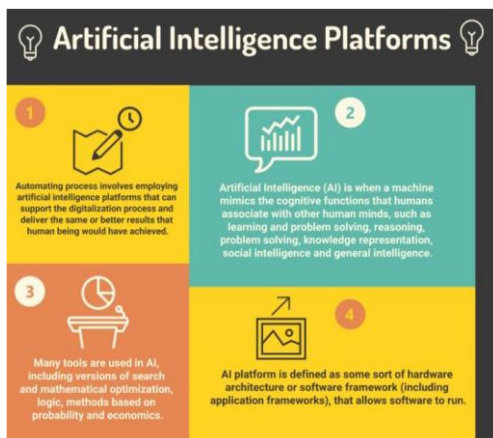 Artificial Intelligence Platforms
1
Automating process involves employing
artificial intelligence platforms that can
support the digitalization process and
deliver the same or better results that
human being would have achieved.
2
Artificial Intelligence (AI) is when a machine
mimics the cognitive functions that humans
associate with other human minds, such as
learning and problem solving, reasoning,
problem solving, knowledge representation,
social intelligence and general intelligence.
3
Many tools are used in AI,
including versions of search
and mathematical optimization,
logic, methods based on
probability and economics.
4
AI platform is defined as some sort of hardware
architecture or software framework (including
application frameworks), that allows software to run.